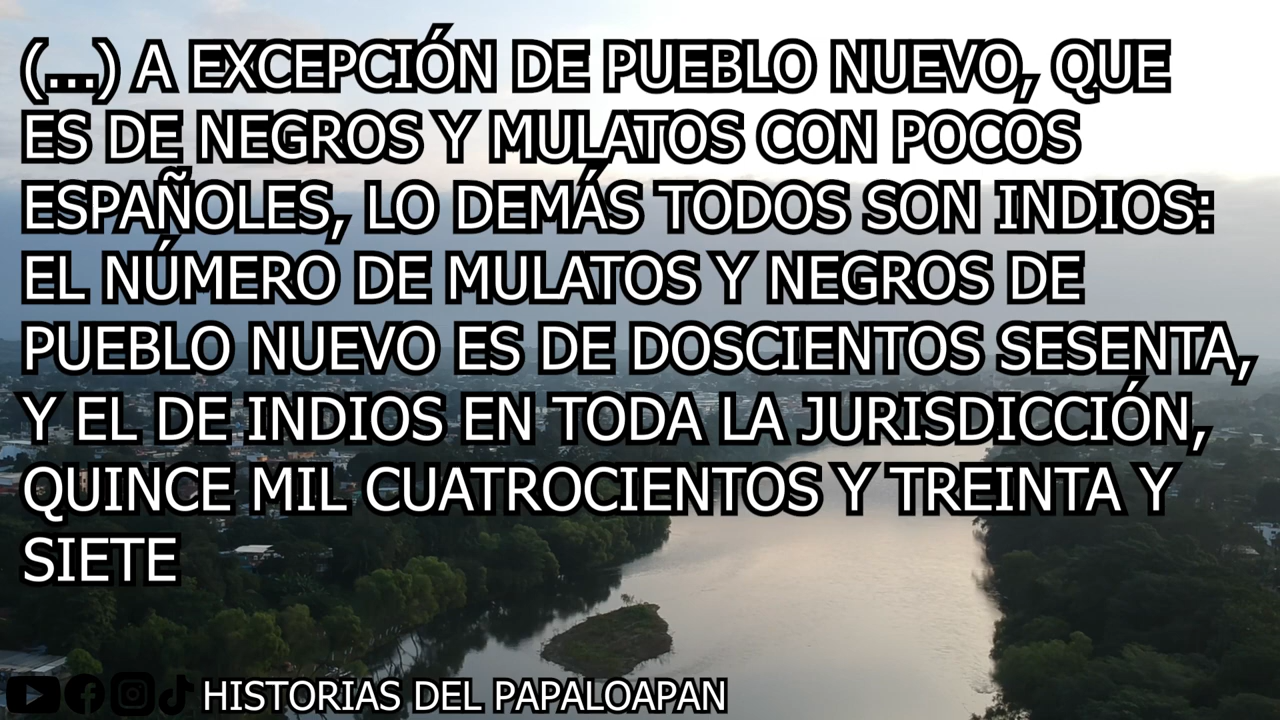 (...) A EXCEPCIÓN DE PUEBLO NUEVO, QUE
ES DE NEGROS Y MULATOS CON POCOS
ESPAÑOLES, LO DEMÁS TODOS SON INDIOS:
EL NÚMERO DE MULATOS Y NEGROS DE
PUEBLO NUEVO ES DE DOSCIENTOS SESENTA,
Y EL DE INDIOS EN TODA LA JURISDICCIÓN,
QUINCE MIL CUATROCIENTOS Y TREINTA Y
SIETE
HISTORIAS DEL PAPALOAPAN